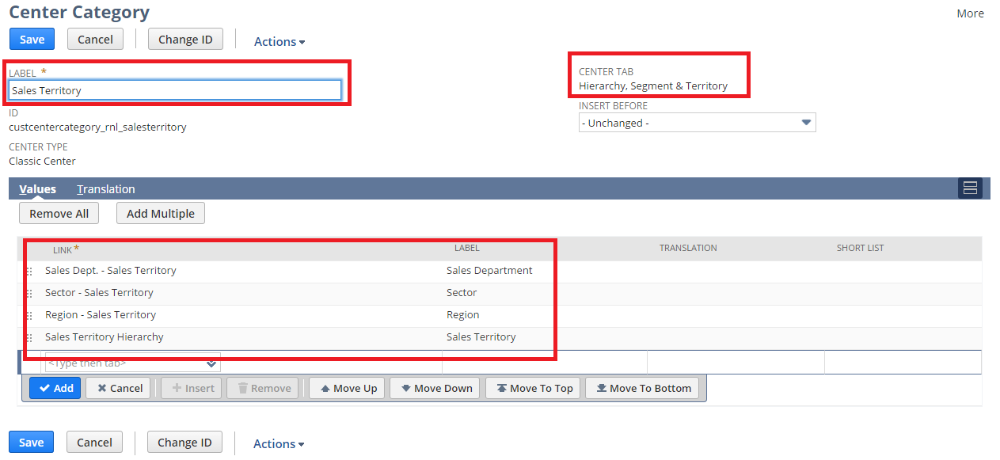 Center Category
More
Save Cancel Change ID Actions
LABEL *
Sales Territory
ID
custcentercategory_rnl_salesterritory
CENTER TYPE
Classic Center
CENTER TAB
Hierarchy, Segment & Territory
INSERT BEFORE
- Unchanged -
Values Translation
Remove All Add Multiple
LINK * LABEL TRANSLATION SHORT LIST
Sales Dept. - Sales Territory Sales Department
Sector - Sales Territory Sector
Region - Sales Territory Region
Sales Territory Hierarchy Sales Territory
<Type then tab>
Add Cancel Insert Remove Move Up Move Down Move To Top Move To Bottom
Save Cancel Change ID Actions